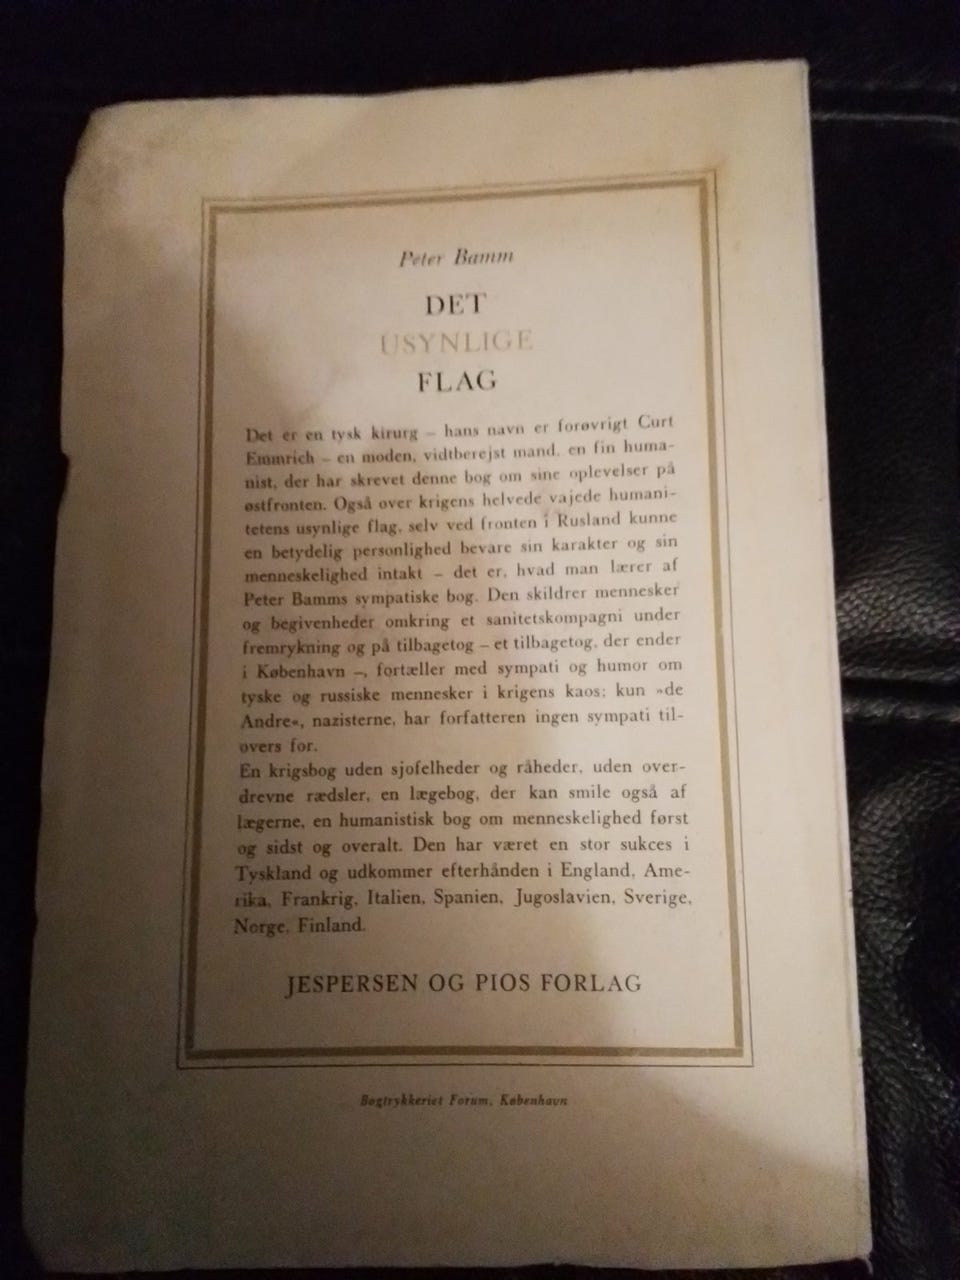 Peter Bamm
DET
USYNLIGE
FLAG
Det er en tysk kirurg – hans navn er forøvrigt Curt
Emmrich – en moden, vidtberejst mand, en fin huma-
nist, der har skrevet denne bog om sine oplevelser på
østfronten. Også over krigens helvede vajede humani-
tetens usynlige flag, selv ved fronten i Rusland kunne
en betydelig personlighed bevare sin karakter og sin
menneskelighed intakt – det er, hvad man lærer af
Peter Bamms sympatiske bog. Den skildrer mennesker
og begivenheder omkring et sanitetskompagni under
fremrykning og på tilbagetog – et tilbagetog, der ender
i København –, fortæller med sympati og humor om
tyske og russiske mennesker i krigens kaos; kun »de
Andre«, nazisterne, har forfatteren ingen sympati til-
overs for.
En krigsbog uden sjofelheder og råheder, uden over-
drevne rædsler, en lægebog, der kan smile også af
lægerne, en humanistisk bog om menneskelighed først
og sidst og overalt. Den har været en stor sukces i
Tyskland og udkommer efterhånden i England, Ame-
rika, Frankrig, Italien, Spanien, Jugoslavien, Sverige,
Norge, Finland.
JESPERSEN OG PIOS FORLAG
Bogtrykkeriet Forum, København